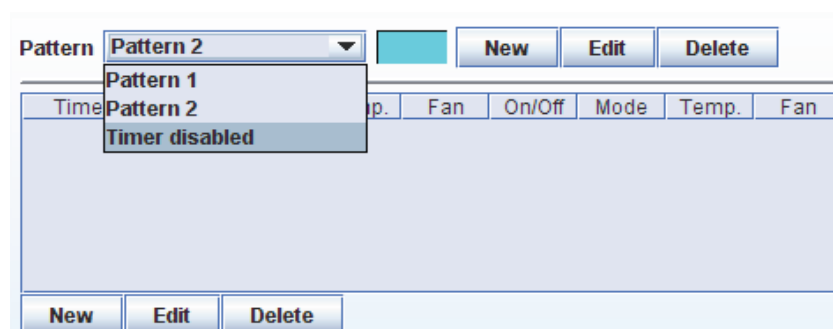 Pattern Pattern 2 New Edit Delete
Pattern 1
Pattern 2
Timer disabled
Time Fan On/Off Mode Temp. Fan
New Edit Delete